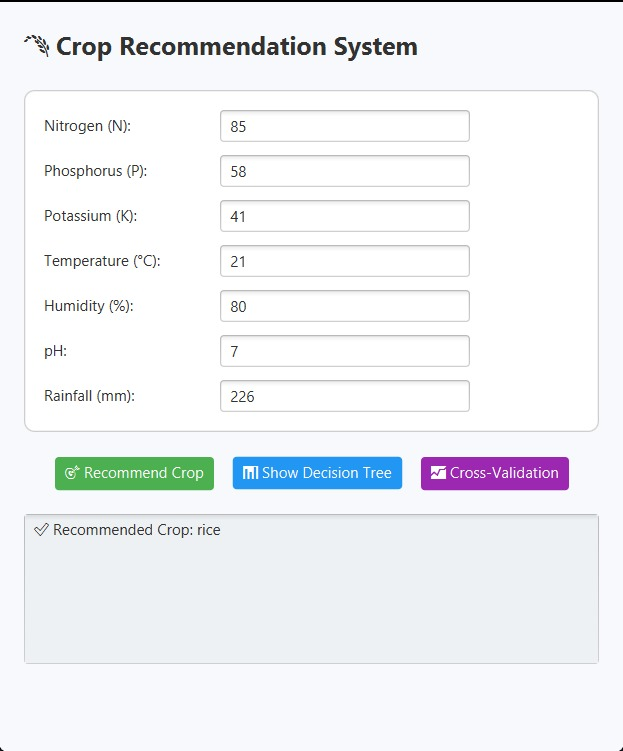 Crop Recommendation System
Nitrogen (N): 85
Phosphorus (P): 58
Potassium (K): 41
Temperature (°C): 21
Humidity (%): 80
pH: 7
Rainfall (mm): 226
Recommend Crop Show Decision Tree Cross-Validation
Recommended Crop: rice